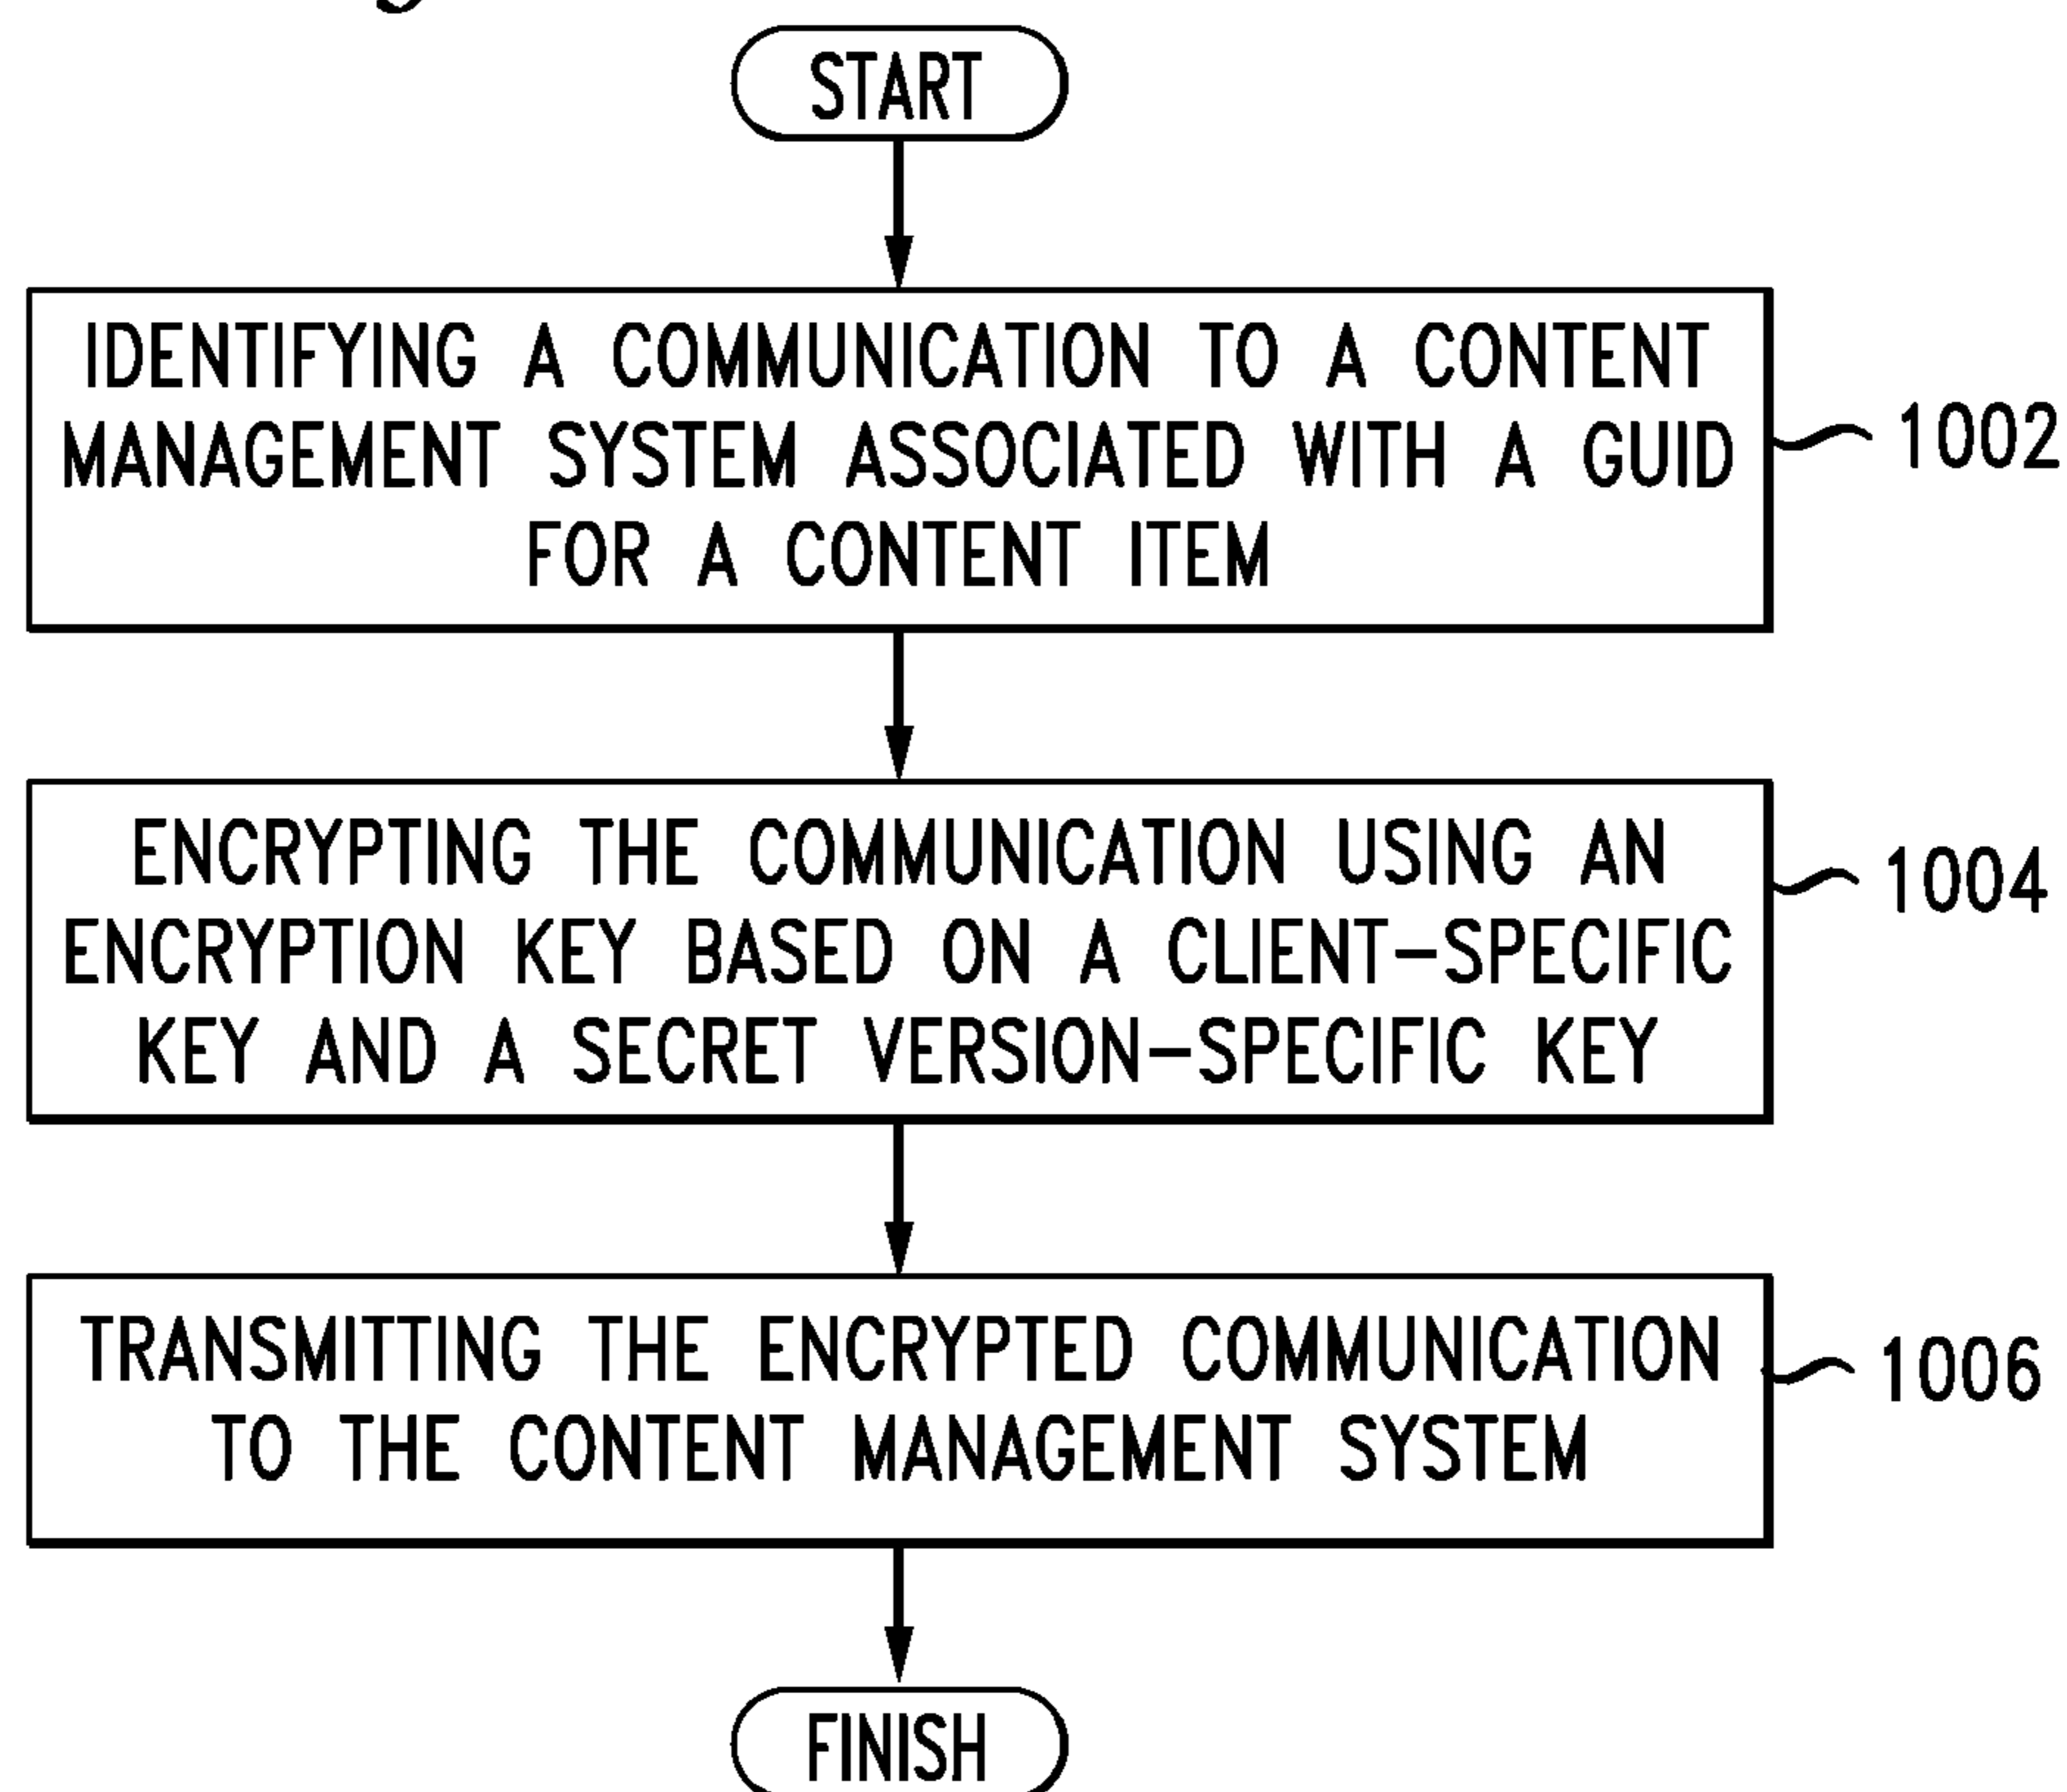 START
IDENTIFYING A COMMUNICATION TO A CONTENT
MANAGEMENT SYSTEM ASSOCIATED WITH A GUID
FOR A CONTENT ITEM
1002
ENCRYPTING THE COMMUNICATION USING AN
ENCRYPTION KEY BASED ON A CLIENT-SPECIFIC
KEY AND A SECRET VERSION-SPECIFIC KEY
1004
TRANSMITTING THE ENCRYPTED COMMUNICATION
TO THE CONTENT MANAGEMENT SYSTEM
1006
FINISH